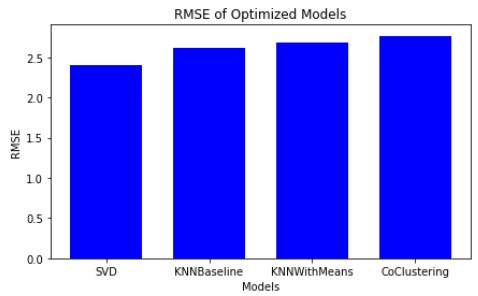 RMSE of Optimized Models
RMSE
2.5
2.0
1.5
1.0
0.5
0.0
SVD KNNBaseline KNNWithMeans CoClustering
Models